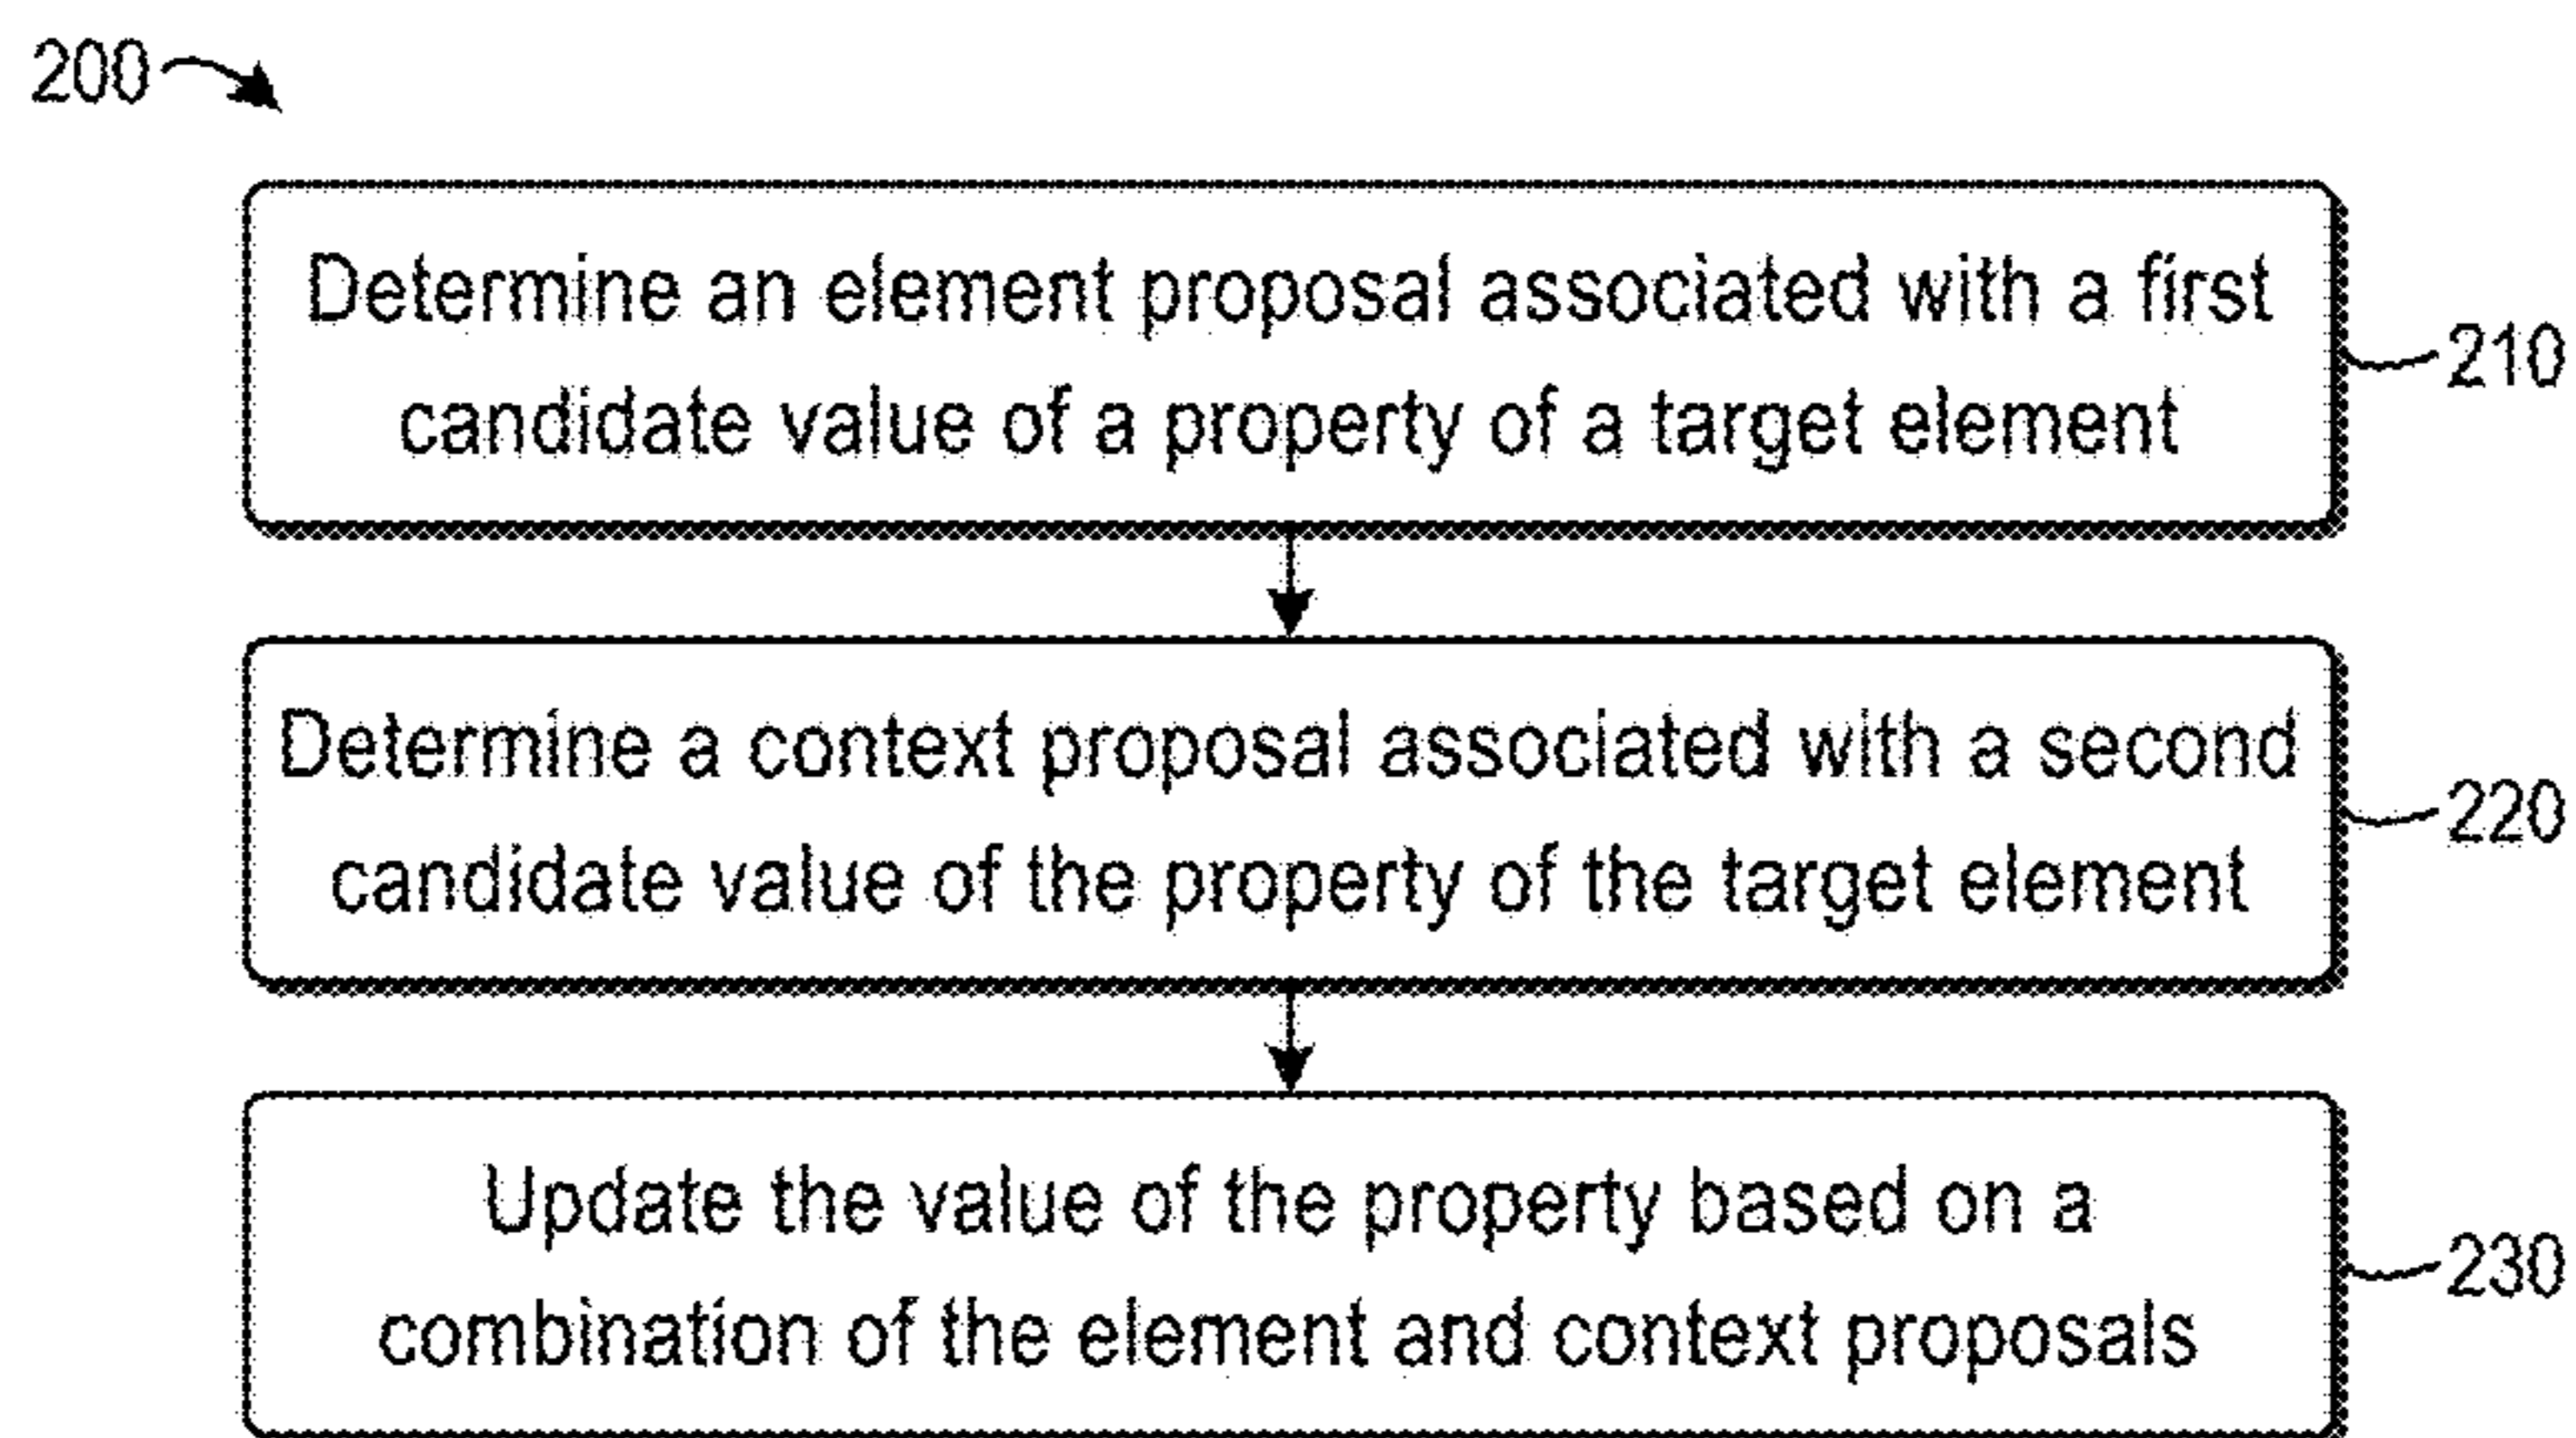 200
Determine an element proposal associated with a first
candidate value of a property of a target element
210
Determine a context proposal associated with a second
candidate value of the property of the target element
220
Update the value of the property based on a
combination of the element and context proposals
230